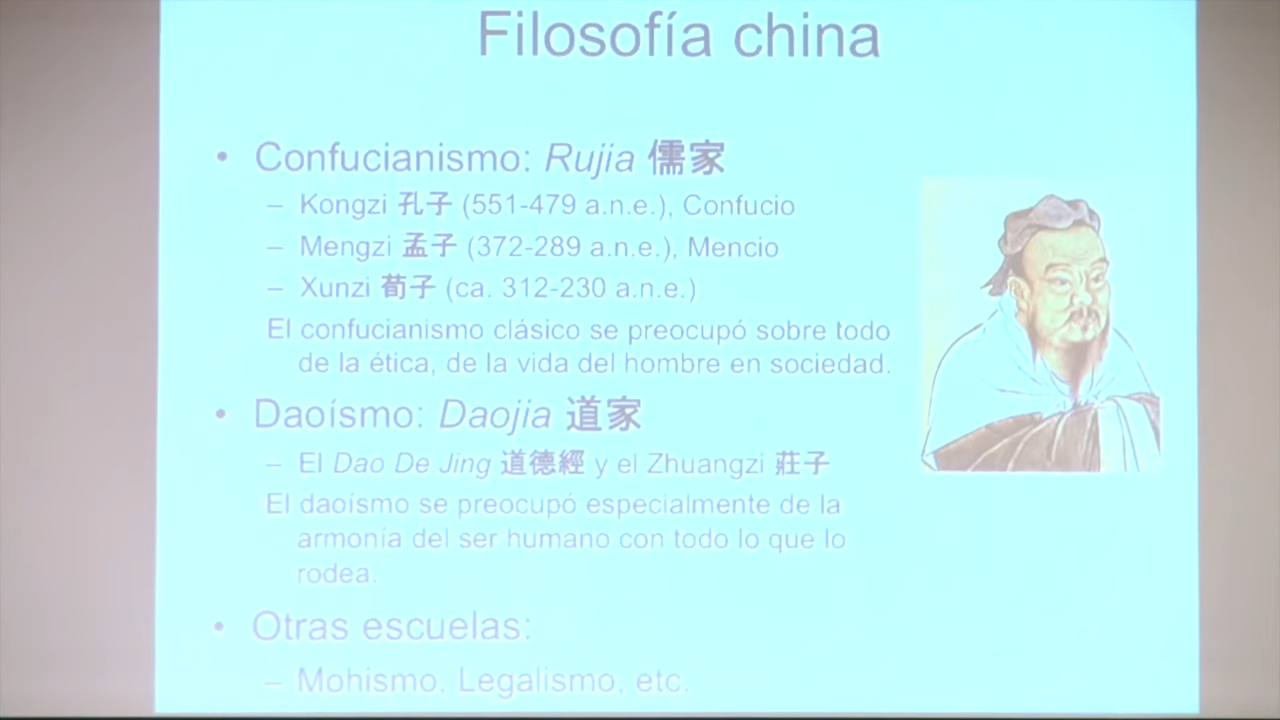 Filosofía china
• Confucianismo: Rujia 儒家
– Kongzi 孔子 (551-479 a.n.e.), Confucio
– Mengzi 孟子 (372-289 a.n.e.), Mencio
– Xunzi 荀子 (ca. 312-230 a.n.e.)
El confucianismo clásico se preocupó sobre todo
de la ética, de la vida del hombre en sociedad.
• Daoísmo: Daojia 道家
– El Dao De Jing 道德經 y el Zhuangzi 莊子
El daoísmo se preocupó especialmente de la
armonía del ser humano con todo lo que lo
rodea.
• Otras escuelas:
– Mohismo, Legalismo, etc.